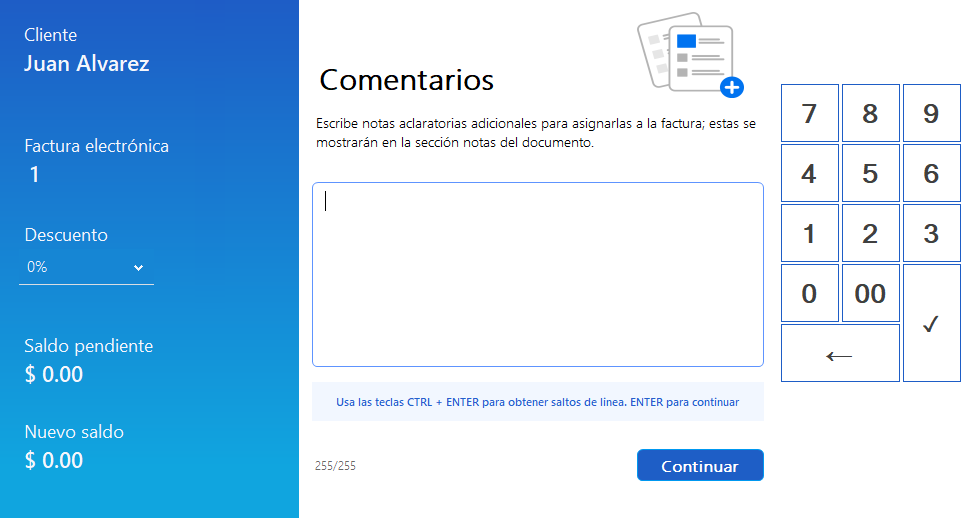 Cliente
Juan Alvarez
Factura electrónica
1
Descuento
0%
Saldo pendiente
$ 0.00
Nuevo saldo
$ 0.00
Comentarios
Escribe notas aclaratorias adicionales para asignarlas a la factura; estas se
mostrarán en la sección notas del documento.
Usa las teclas CTRL + ENTER para obtener saltos de linea. ENTER para continuar
255/255
Continuar
7 8 9
4 5 6
1 2 3
0 00 ✓
←